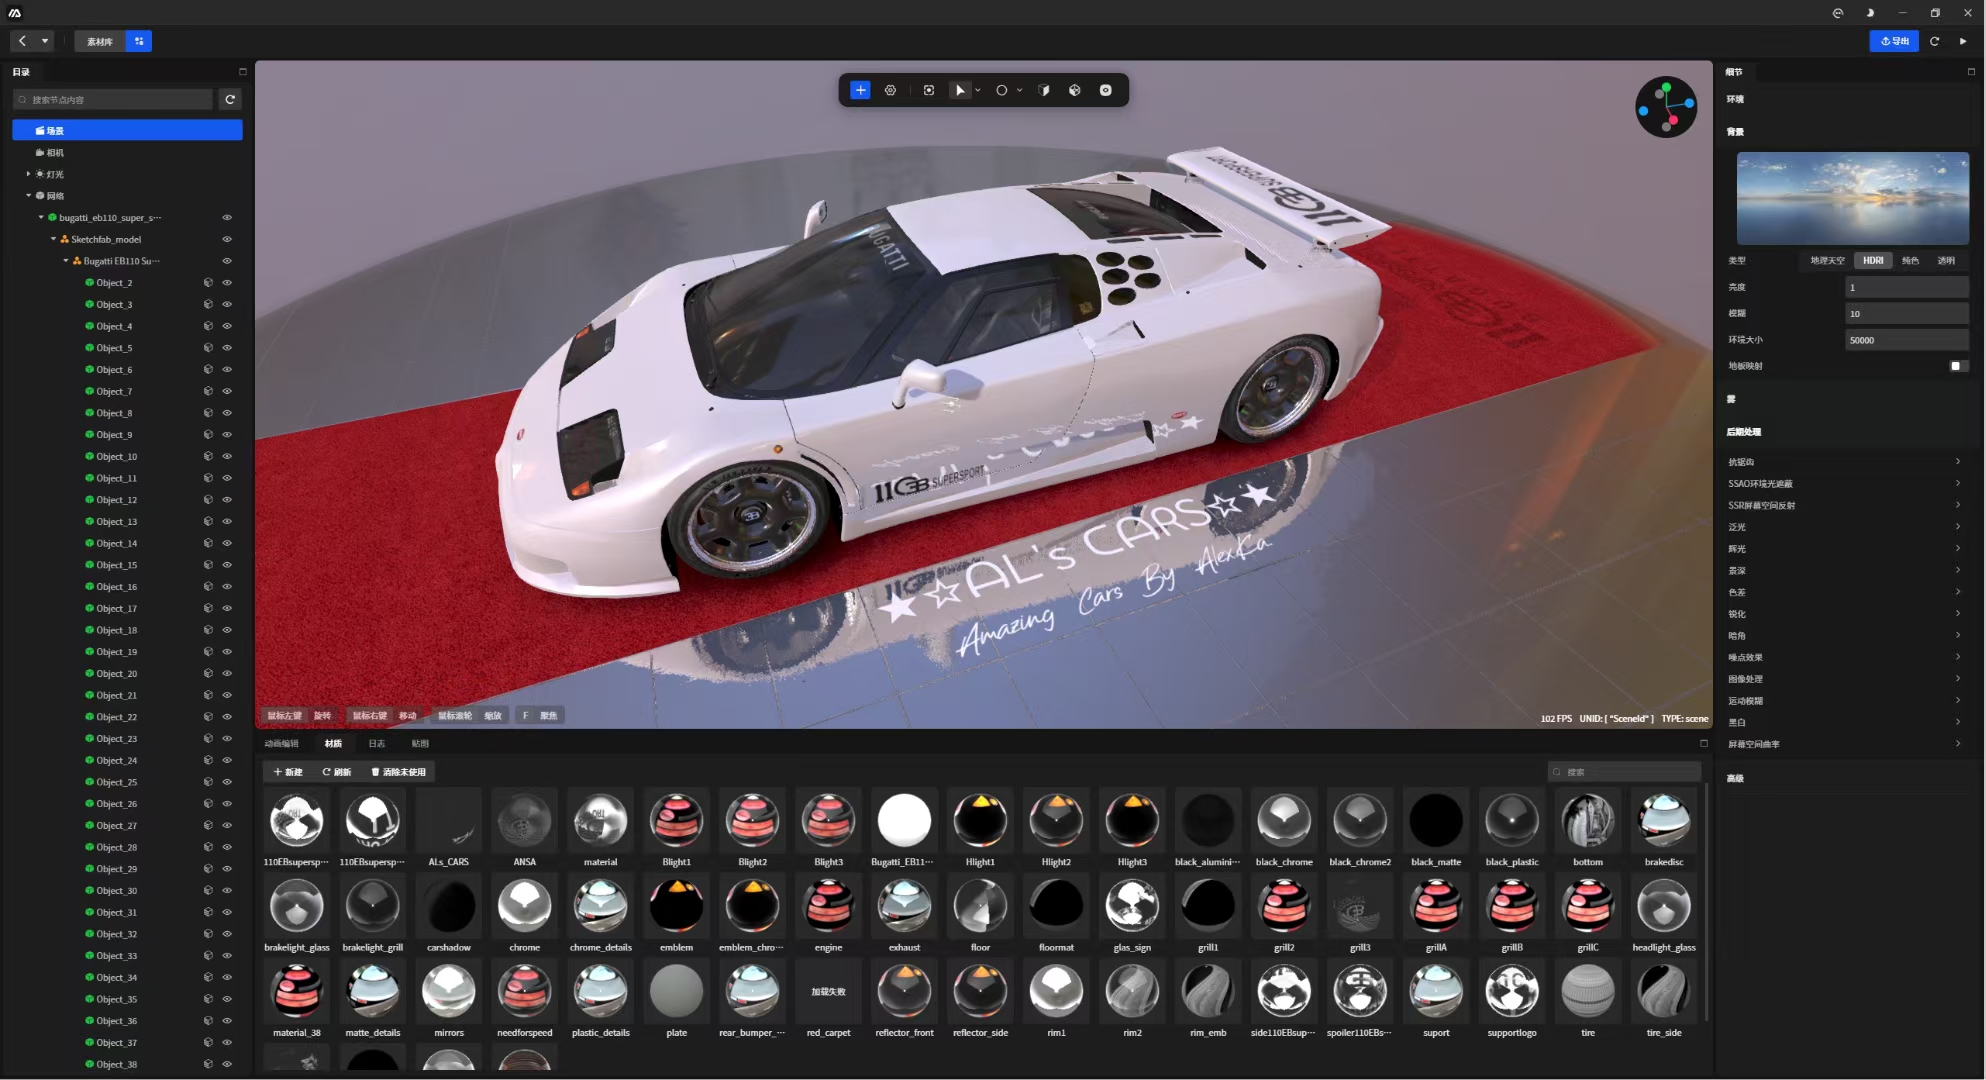 素材库
导出
目录
搜索节点内容
场景
相机
灯光
网络
bugatti_eb110_super_s···
Sketchfab_model
Bugatti EB110 Su···
Object_2
Object_3
Object_4
Object_5
Object_6
Object_7
Object_8
Object_9
Object_10
Object_11
Object_12
Object_13
Object_14
Object_15
Object_16
Object_17
Object_18
Object_19
Object_20
Object_21
Object_22
Object_23
Object_24
Object_25
Object_26
Object_27
Object_28
Object_29
Object_30
Object_31
Object_32
Object_33
Object_34
Object_35
Object_36
Object_37
Object_38
BUGATTI
11GB SUPERSPORT
AL's CARS
Amazing Cars By AlexKa
鼠标左键 旋转 鼠标右键 移动 鼠标滚轮 缩放 F 聚焦
102 FPS UNID: [ "SceneId" ] TYPE: scene
动画编辑 材质 日志 贴图
新建 刷新 清除未使用
搜索
110EBsupersp··· 110EBsupersp··· ALs_CARS ANSA material Blight1 Blight2 Blight3 Bugatti_EB11··· Hlight1 Hlight2 Hlight3 black_alumini··· black_chrome black_chrome2 black_matte black_plastic bottom brakedisc
brakelight_glass brakelight_grill carshadow chrome chrome_details emblem emblem_chro··· engine exhaust floor floormat glas_sign grill1 grill2 grill3 grillA grillB grillC headlight_glass
加载失败
material_38 matte_details mirrors needforspeed plastic_details plate rear_bumper_··· red_carpet reflector_front reflector_side rim1 rim2 rim_emb side110EBsup··· spoiler110EBs··· suport supportlogo tire tire_side
细节
环境
背景
类型 地理天空 HDRI 纯色 透明
亮度 1
模糊 10
环境大小 50000
地板映射
雾
后期处理
抗锯齿
SSAO环境光遮蔽
SSR屏幕空间反射
泛光
辉光
景深
色差
锐化
暗角
噪点效果
图像处理
运动模糊
黑白
屏幕空间曲率
高级